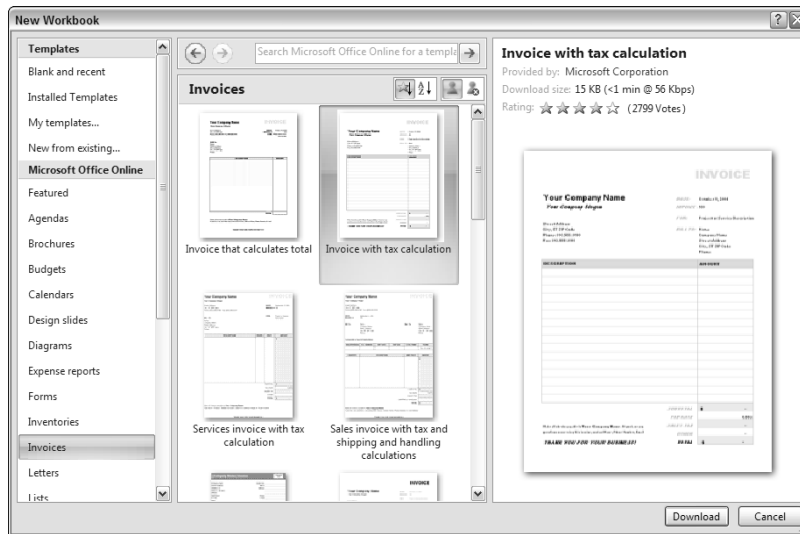 New Workbook
Templates
Blank and recent
Installed Templates
My templates...
New from existing...
Microsoft Office Online
Featured
Agendas
Brochures
Budgets
Calendars
Design slides
Diagrams
Expense reports
Forms
Inventories
Invoices
Letters
Lists
Search Microsoft Office Online for a templa
Invoices
Invoice that calculates total
Invoice with tax calculation
Services invoice with tax
calculation
Sales invoice with tax and
shipping and handling
calculations
Invoice with tax calculation
Provided by: Microsoft Corporation
Download size: 15 KB (<1 min @ 56 Kbps)
Rating: (2799 Votes)
INVOICE
Your Company Name
Your Company Slogan
DESCRIPTION
AMOUNT
THANK YOU FOR YOUR BUSINESS!
TOTAL $ -
Download
Cancel